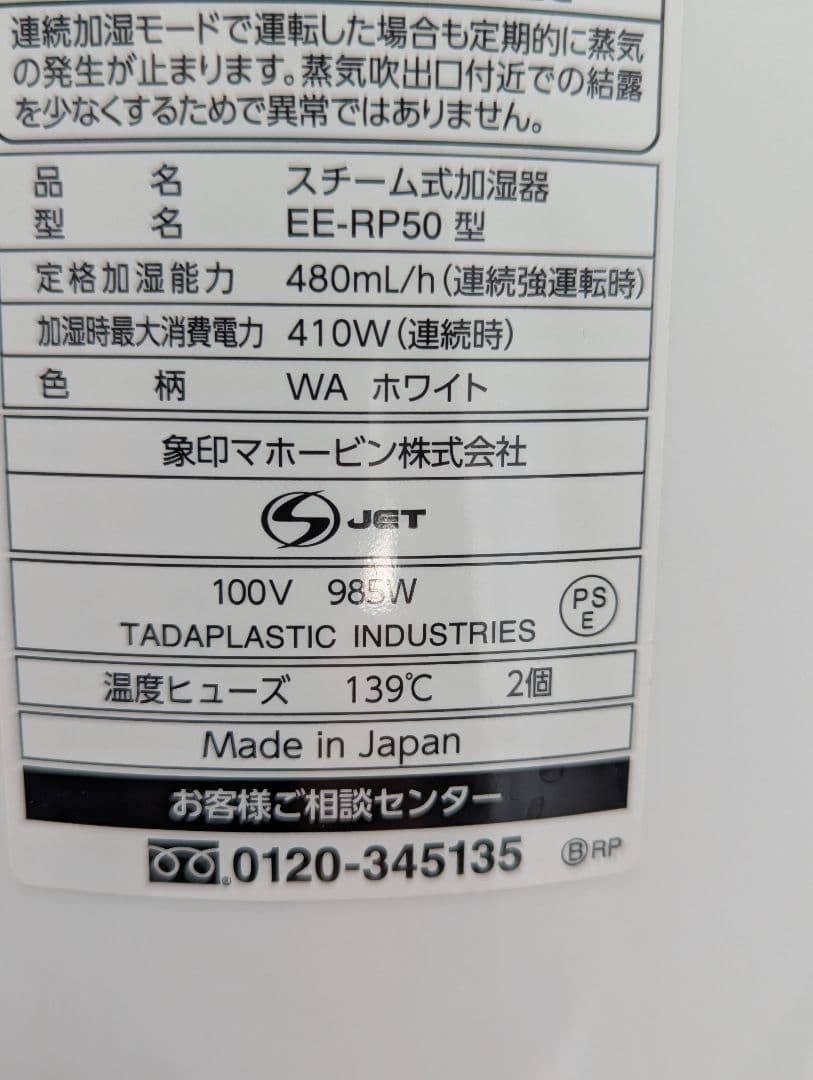 連続加湿モードで運転した場合も定期的に蒸気
の発生が止まります。蒸気吹出口付近での結露
を少なくするためで異常ではありません。
品名 スチーム式加湿器
型名 EE-RP50 型
定格加湿能力 480mL/h(連続強運転時)
加湿時最大消費電力 410W(連続時)
色柄 WA ホワイト
象印マホービン株式会社
S JET
100V 985W
PS
E
TADAPLASTIC INDUSTRIES
温度ヒューズ 139℃ 2個
Made in Japan
お客様ご相談センター
®0120-345135 ⒷRP